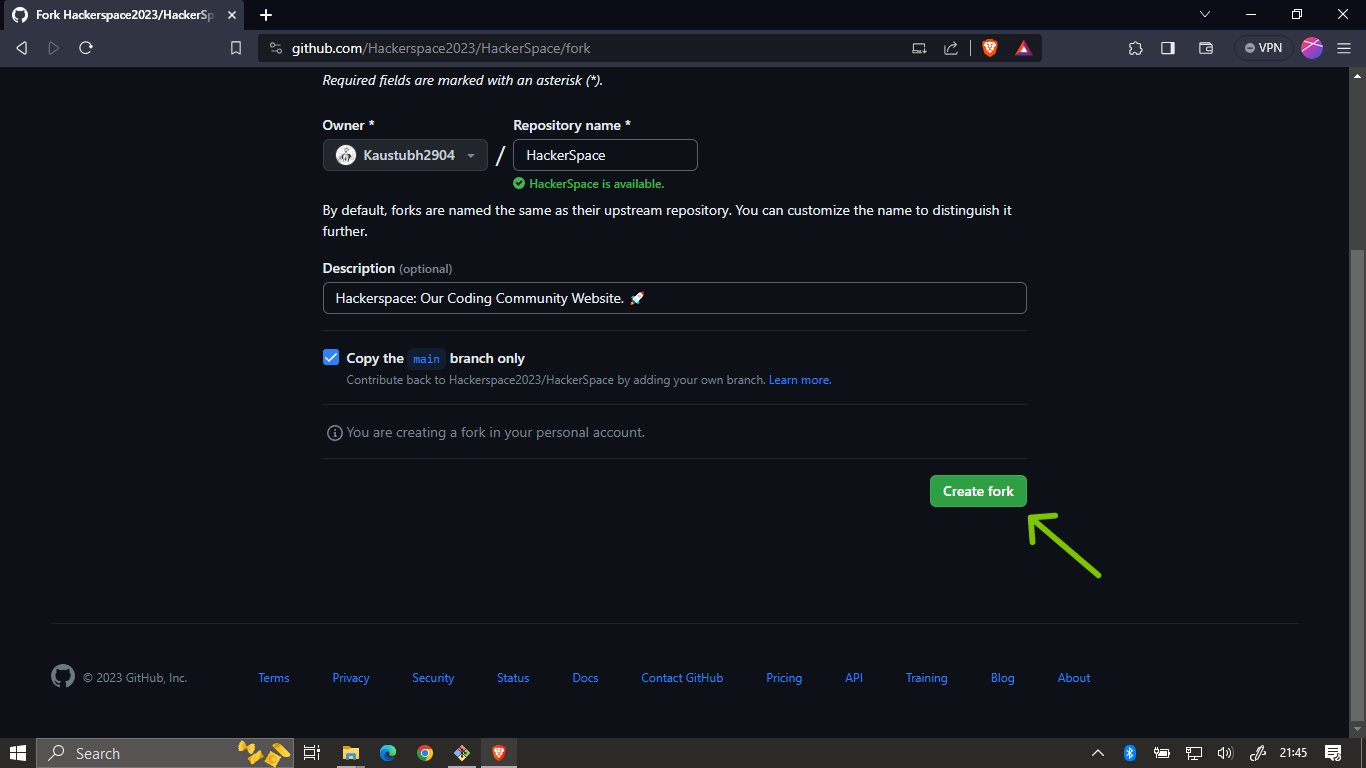 Fork Hackerspace2023/HackerSp
github.com/Hackerspace2023/HackerSpace/fork
VPN
Required fields are marked with an asterisk (*).
Owner *
Repository name *
Kaustubh2904
/
HackerSpace
HackerSpace is available.
By default, forks are named the same as their upstream repository. You can customize the name to distinguish it
further.
Description (optional)
Hackerspace: Our Coding Community Website. 🚀
Copy the main branch only
Contribute back to Hackerspace2023/HackerSpace by adding your own branch. Learn more.
You are creating a fork in your personal account.
Create fork
© 2023 GitHub, Inc.
Terms
Privacy
Security
Status
Docs
Contact GitHub
Pricing
API
Training
Blog
About
Search
21:45